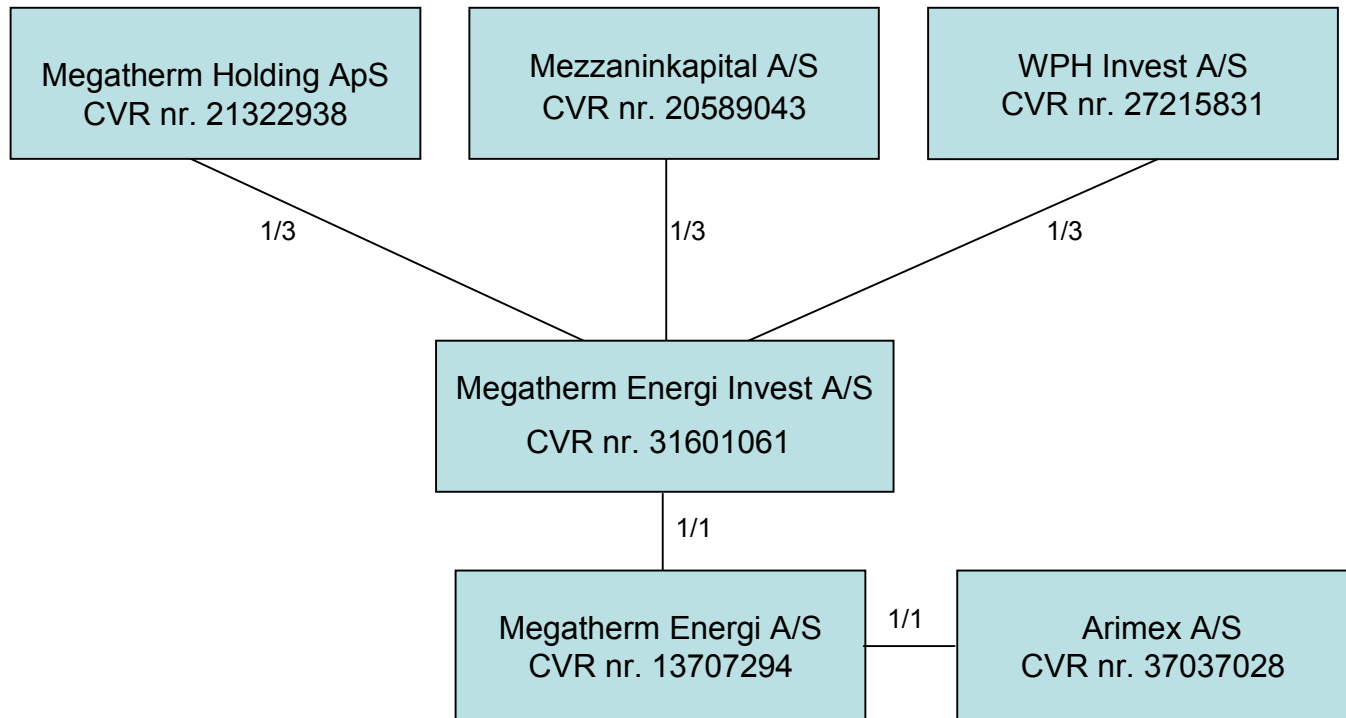 Megatherm Holding ApS
CVR nr. 21322938
Mezzaninkapital A/S
CVR nr. 20589043
WPH Invest A/S
CVR nr. 27215831
1/3
1/3
1/3
Megatherm Energi Invest A/S
CVR nr. 31601061
1/1
Megatherm Energi A/S
CVR nr. 13707294
1/1
Arimex A/S
CVR nr. 37037028